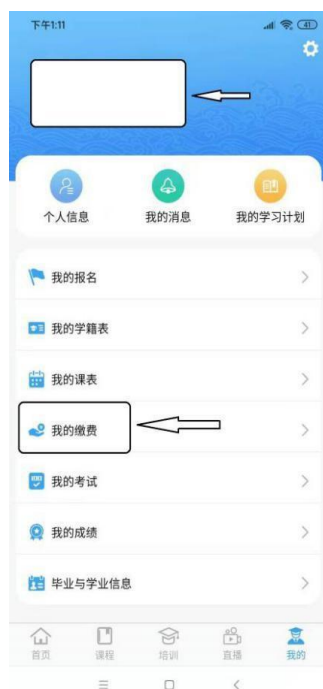 下午1:11
41
个人信息
我的消息
我的学习计划
我的报名
我的学籍表
我的课表
我的缴费
我的考试
我的成绩
毕业与学业信息
首页
课程
培训
直播
我的